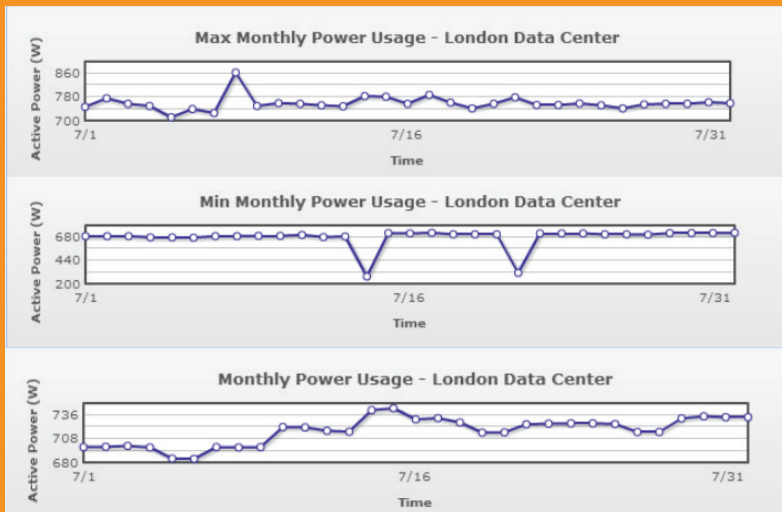 Max Monthly Power Usage - London Data Center
Active Power (W)
860
780
700
7/1
7/16
7/31
Time
Min Monthly Power Usage - London Data Center
Active Power (W)
680
440
200
7/1
7/16
7/31
Time
Monthly Power Usage - London Data Center
Active Power (W)
736
708
680
7/1
7/16
7/31
Time